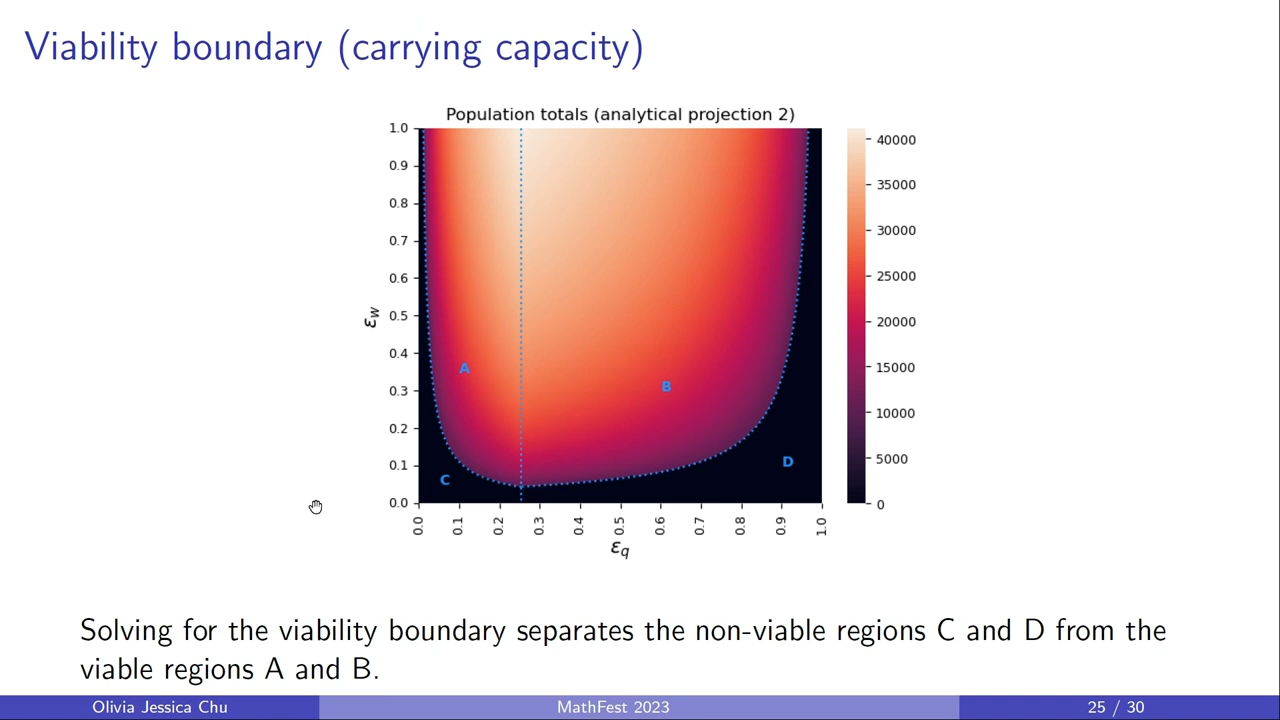 Viability boundary (carrying capacity)
Population totals (analytical projection 2)
1.0
0.9
0.8
0.7
0.6
0.5
0.4
0.3
0.2
0.1
0.0
εw
A
B
C
D
0.0 0.1 0.2 0.3 0.4 0.5 0.6 0.7 0.8 0.9 1.0
εq
40000
35000
30000
25000
20000
15000
10000
5000
0
Solving for the viability boundary separates the non-viable regions C and D from the
viable regions A and B.
Olivia Jessica Chu MathFest 2023 25 / 30